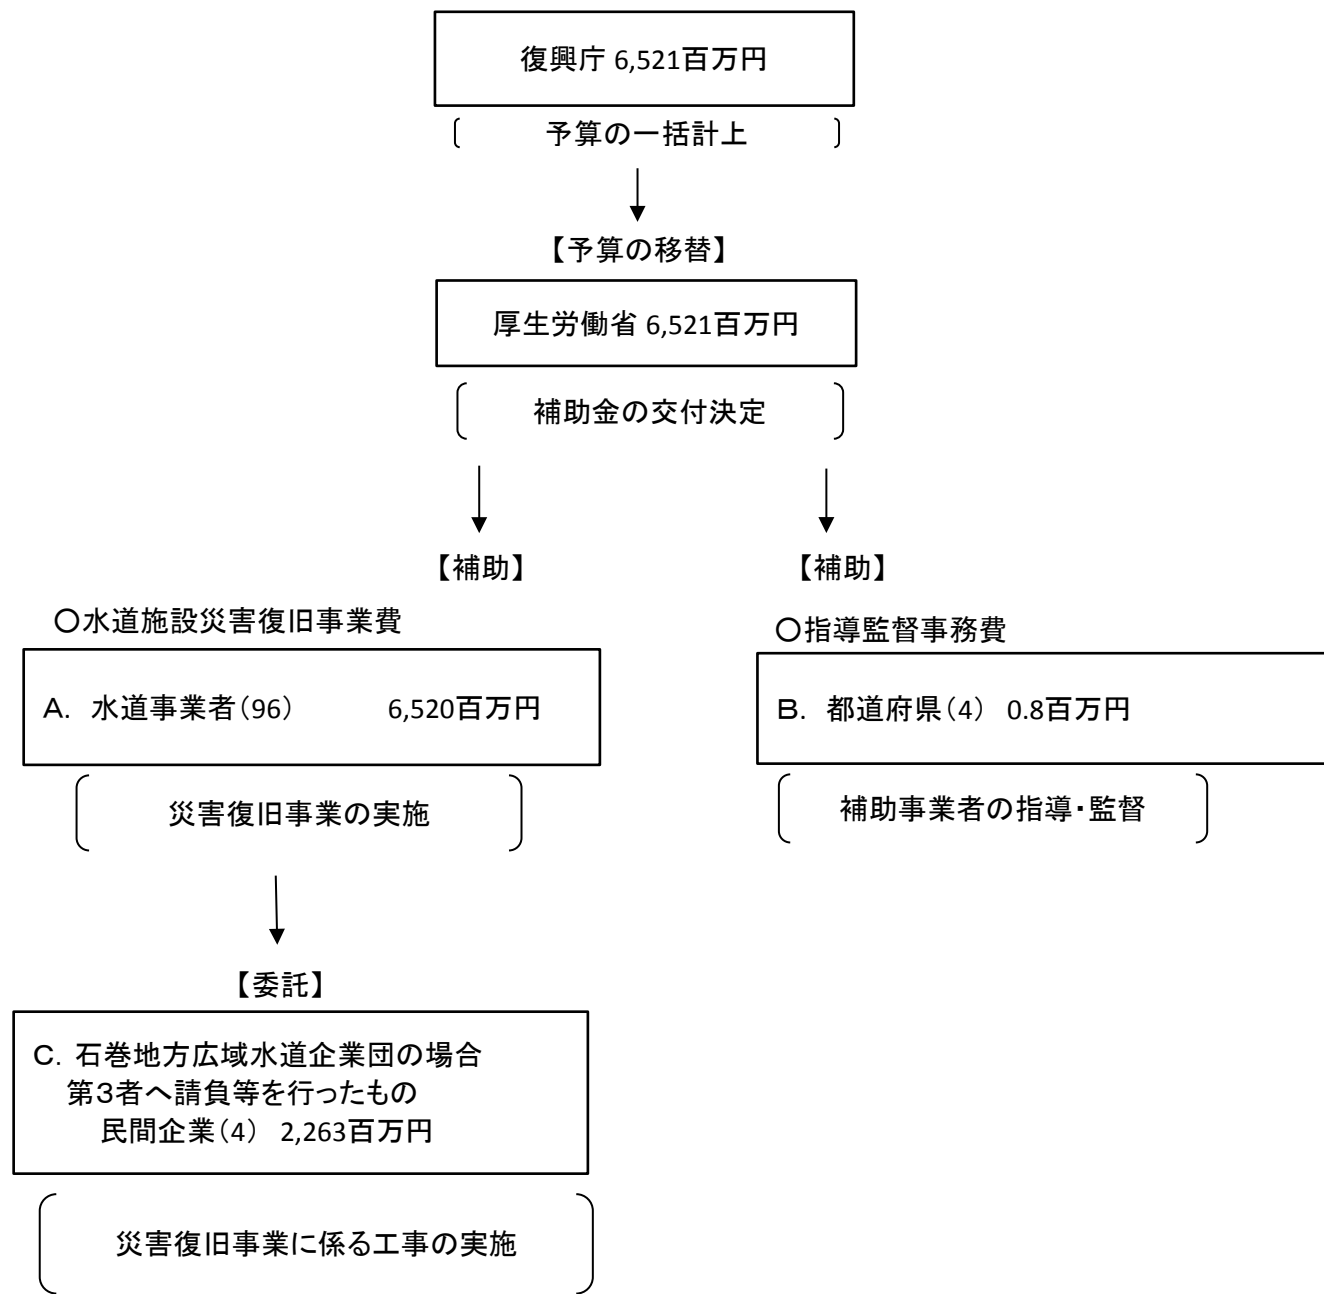 復興庁 6,521百万円
予算の一括計上
【予算の移替】
厚生労働省 6,521百万円
補助金の交付決定
【補助】
【補助】
○水道施設災害復旧事業費
A. 水道事業者(96) 6,520百万円
災害復旧事業の実施
○指導監督事務費
B. 都道府県(4) 0.8百万円
補助事業者の指導・監督
【委託】
C. 石巻地方広域水道企業団の場合
第3者へ請負等を行ったもの
民間企業(4) 2,263百万円
災害復旧事業に係る工事の実施